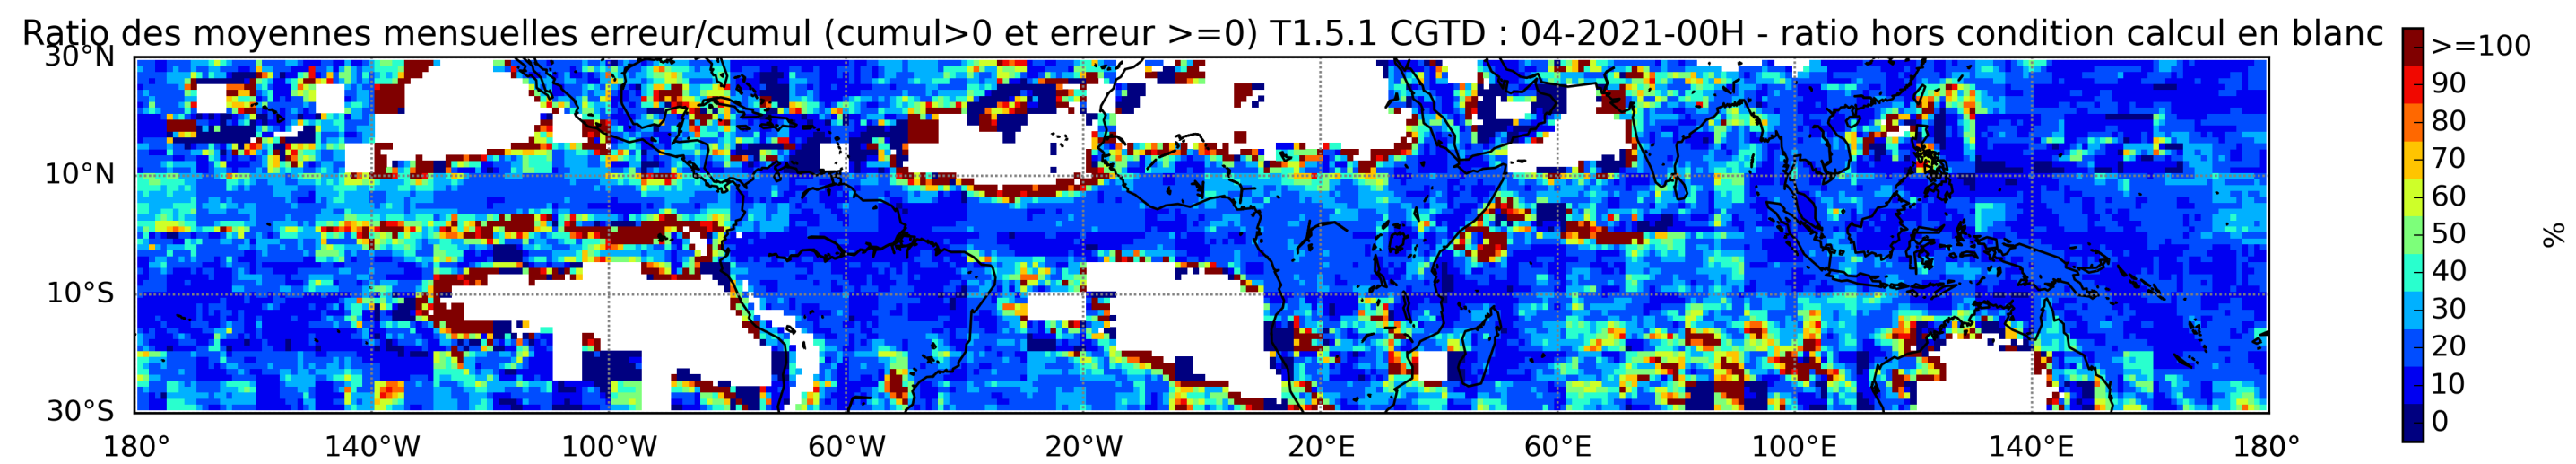 Ratio des moyennes mensuelles erreur/cumul (cumul>0 et erreur >=0) T1.5.1 CGTD : 04-2021-00H - ratio hors condition calcul en blanc
30°N
10°N
10°S
30°S
180°
140°W
100°W
60°W
20°W
20°E
60°E
100°E
140°E
180°
>=100
90
80
70
60
50
40
30
20
10
0
%